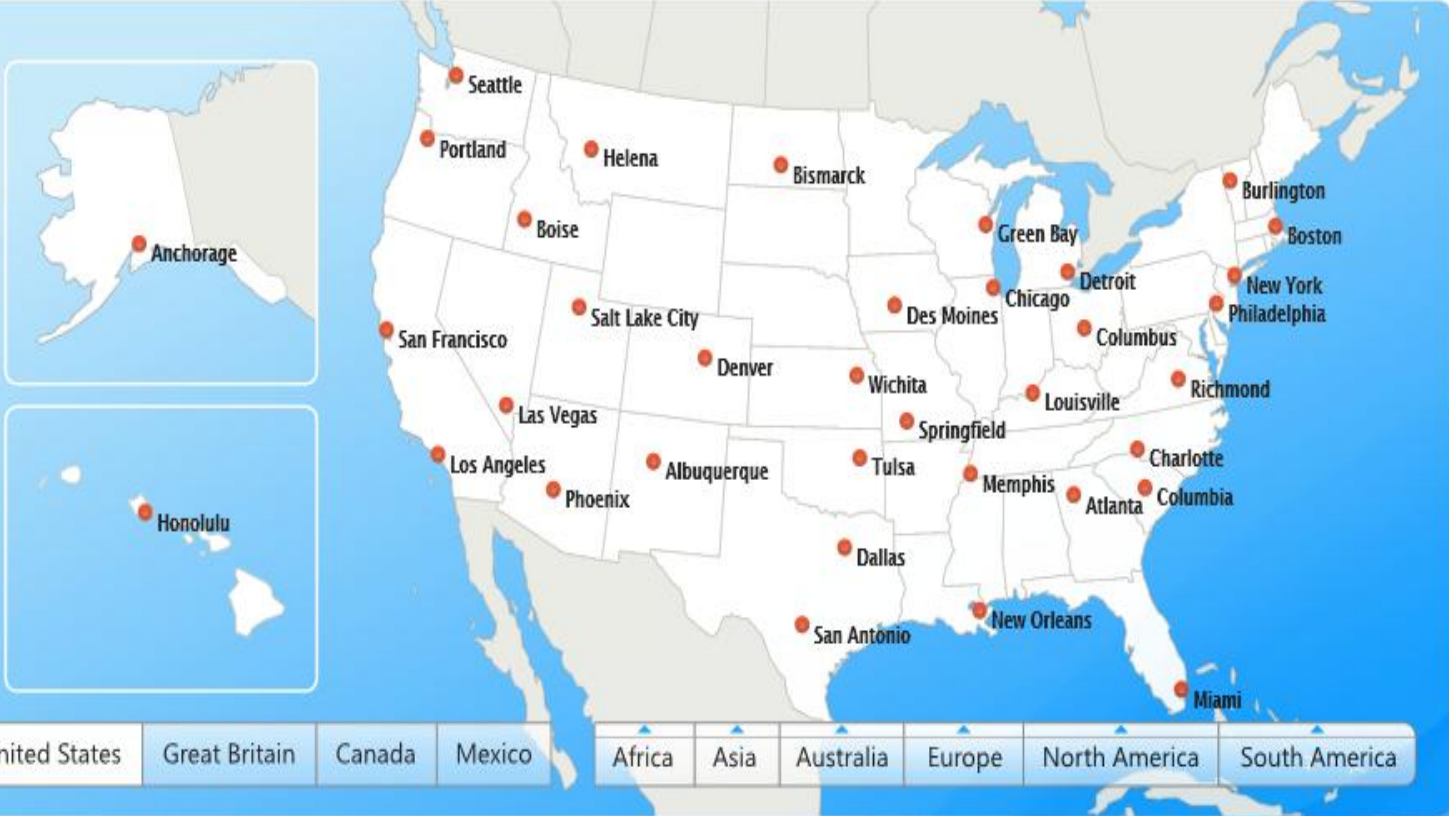 Seattle
Portland
Helena
Bismarck
Burlington
Boise
Green Bay
Boston
Anchorage
Detroit
New York
Chicago
Salt Lake City
Des Moines
Philadelphia
San Francisco
Columbus
Denver
Wichita
Richmond
Louisville
Las Vegas
Springfield
Los Angeles
Albuquerque
Tulsa
Charlotte
Memphis
Phoenix
Atlanta
Columbia
Honolulu
Dallas
New Orleans
San Antonio
Miami
nited States Great Britain Canada Mexico Africa Asia Australia Europe North America South America